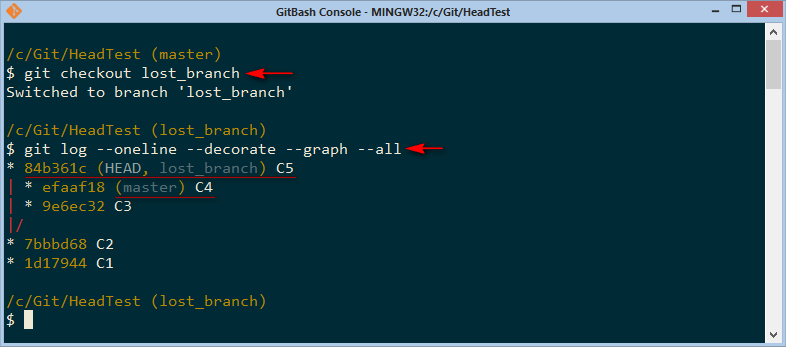 GitBash Console - MINGW32:/c/Git/HeadTest
/c/Git/HeadTest (master)
$ git checkout lost_branch
Switched to branch 'lost_branch'
/c/Git/HeadTest (lost_branch)
$ git log --oneline --decorate --graph --all
* 84b361c (HEAD, lost_branch) C5
| * efaaf18 (master) C4
| * 9e6ec32 C3
|/
* 7bbbd68 C2
* 1d17944 C1
/c/Git/HeadTest (lost_branch)
$